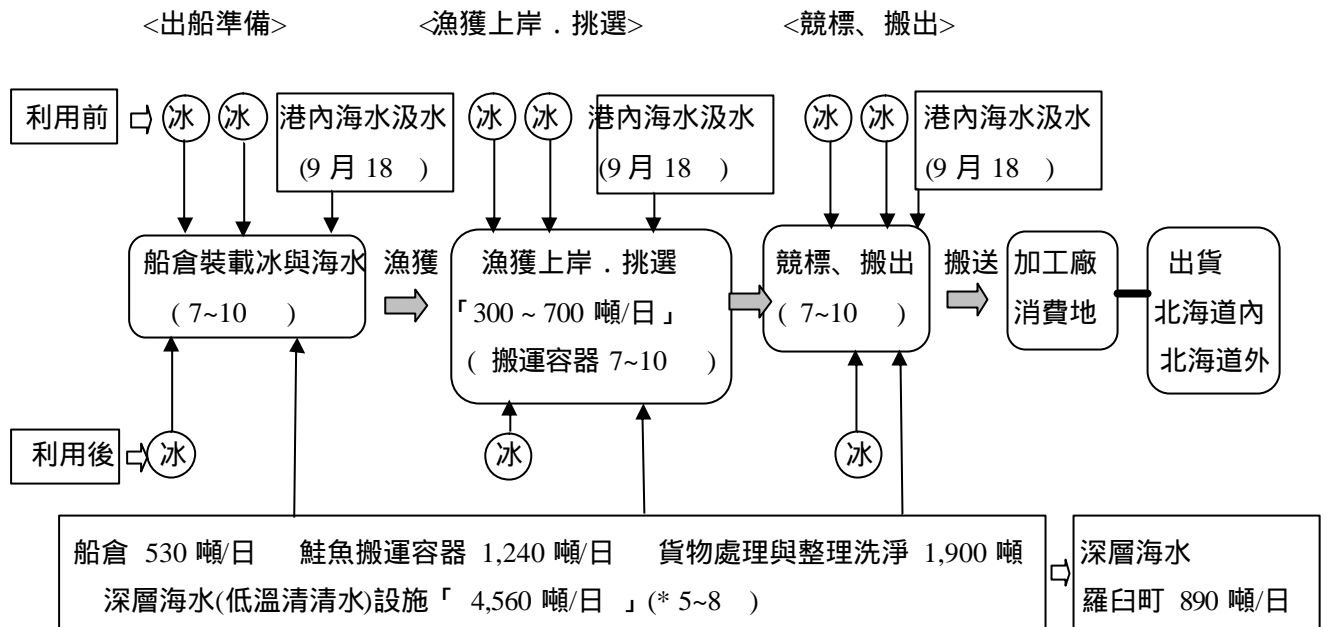 <出船準備>
<漁獲上岸．挑選>
<競標、搬出>
利用前
冰
冰
港內海水汲水
(9 月 18 )
冰
冰
港內海水汲水
(9 月 18 )
冰
冰
港內海水汲水
(9 月 18 )
船倉裝載冰與海水
( 7~10 )
漁獲
漁獲上岸．挑選
「300 ~ 700 噸/日」
( 搬運容器 7~10 )
競標、搬出
( 7~10 )
搬送
加工廠
消費地
出貨
北海道內
北海道外
利用後
冰
冰
冰
船倉 530 噸/日 鮭魚搬運容器 1,240 噸/日 貨物處理與整理洗淨 1,900 噸
深層海水(低溫清清水)設施「 4,560 噸/日 」(* 5~8 )
深層海水
羅臼町 890 噸/日